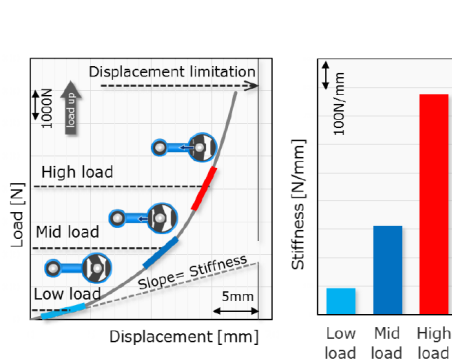 Displacement limitation
1000N
load up
High load
Mid load
Low load
Slope= Stiffness
5mm
Load [N]
Displacement [mm]
100N/mm
Stiffness [N/mm]
Low load
Mid load
High load